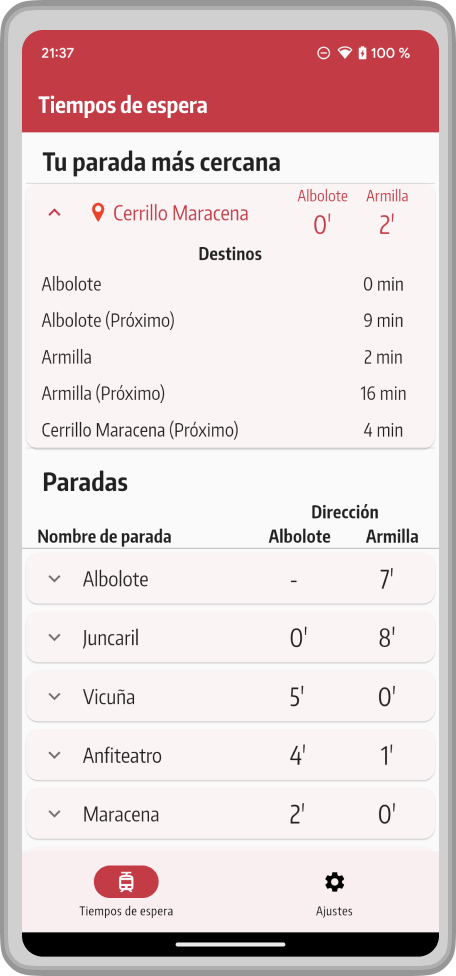 21:37 100 %
Tiempos de espera
Tu parada más cercana
Albolote Armilla
Cerrillo Maracena 0' 2'
Destinos
Albolote 0 min
Albolote (Próximo) 9 min
Armilla 2 min
Armilla (Próximo) 16 min
Cerrillo Maracena (Próximo) 4 min
Paradas
Dirección
Nombre de parada Albolote Armilla
Albolote - 7'
Juncaril 0' 8'
Vicuña 5' 0'
Anfiteatro 4' 1'
Maracena 2' 0'
Tiempos de espera Ajustes